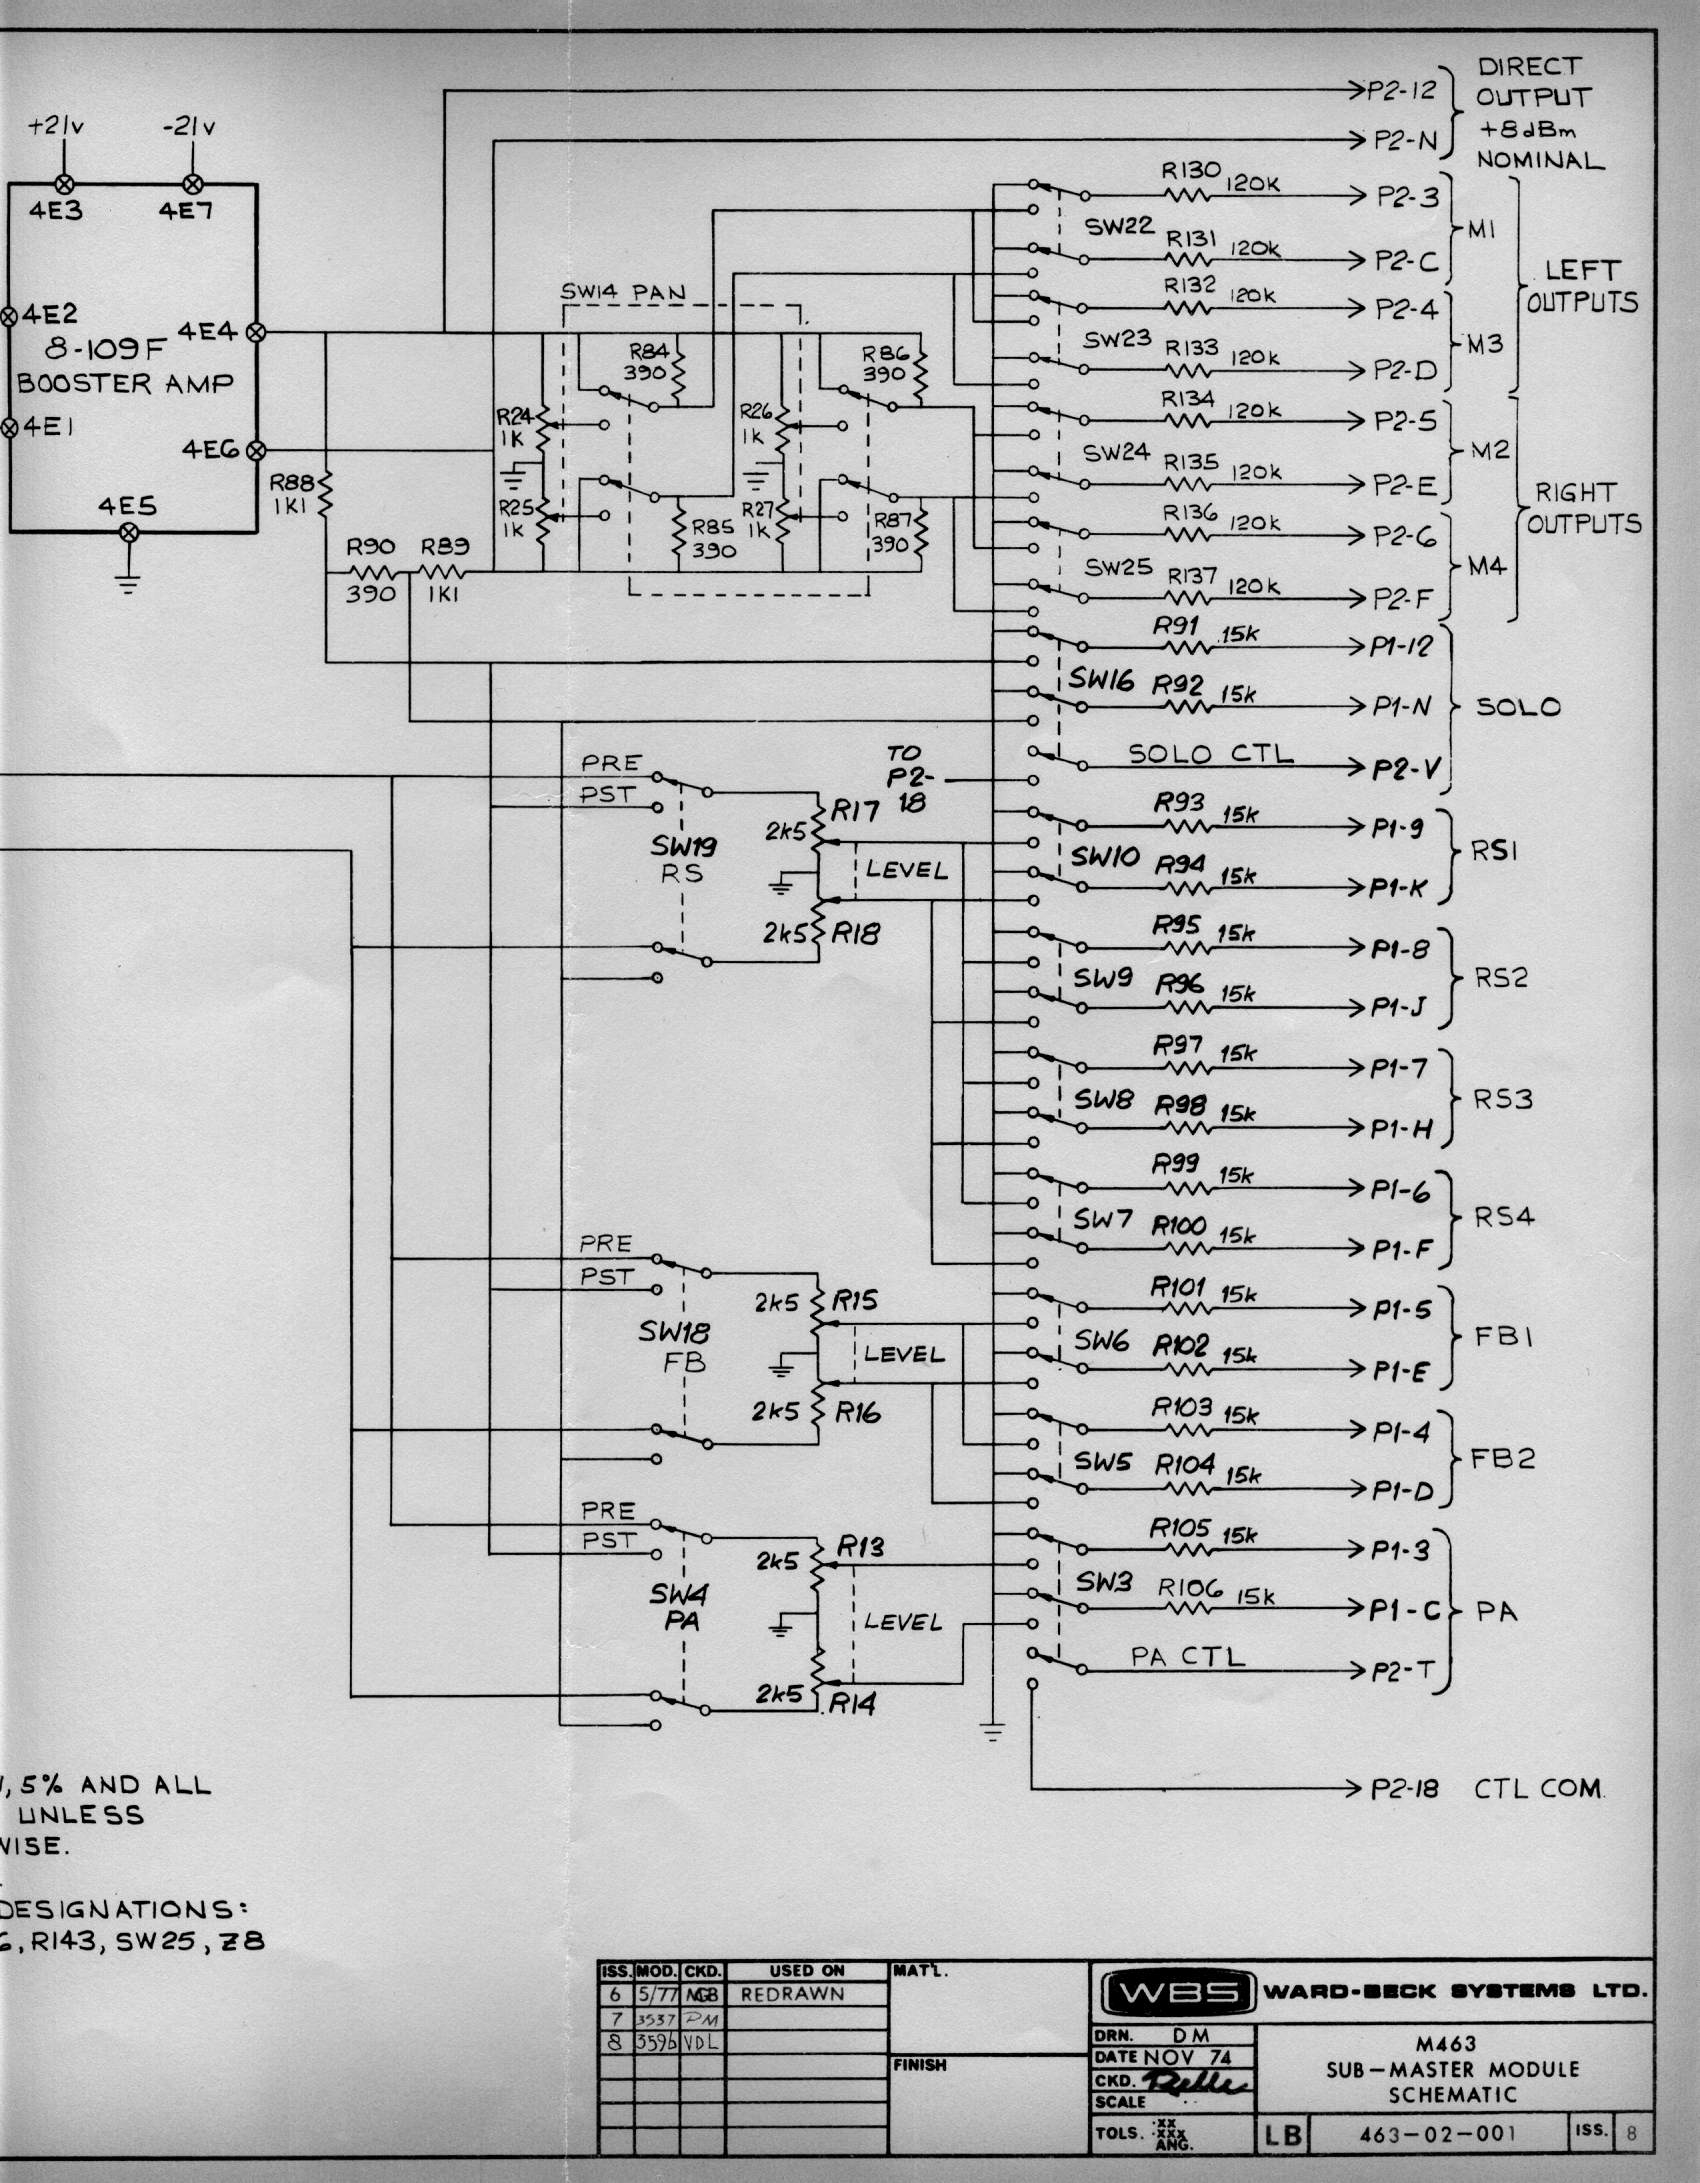 DIRECT
OUTPUT
+8dBm
NOMINAL
P2-12
P2-N
+21v
-21v
4E3
4E7
4E2
4E4
8-109F
BOOSTER AMP
4E1
4E6
4E5
R88
1K1
R90
390
R89
1K1
SW14 PAN
R84
390
R86
390
R24
1K
R26
1K
R25
1K
R27
1K
R85
390
R87
390
R130 120K
P2-3
SW22
M1
R131 120K
P2-C
R132 120K
P2-4
SW23
M3
R133 120K
P2-D
LEFT
OUTPUTS
R134 120K
P2-5
SW24
M2
R135 120K
P2-E
R136 120K
P2-6
SW25
M4
R137 120K
P2-F
RIGHT
OUTPUTS
R91 15K
P1-12
SW16 R92 15K
P1-N
SOLO
SOLO CTL
P2-V
TO
P2-
18
PRE
PST
SW19
RS
R17
2K5
LEVEL
2K5
R18
R93 15K
P1-9
SW10 R94 15K
P1-K
RS1
R95 15K
P1-8
SW9 R96 15K
P1-J
RS2
R97 15K
P1-7
SW8 R98 15K
P1-H
RS3
R99 15K
P1-6
SW7 R100 15K
P1-F
RS4
PRE
PST
SW18
FB
2K5 R15
LEVEL
2K5 R16
R101 15K
P1-5
SW6 R102 15K
P1-E
FB1
R103 15K
P1-4
SW5 R104 15K
P1-D
FB2
PRE
PST
SW4
PA
R13
2K5
LEVEL
2K5 R14
R105 15K
P1-3
SW3 R106 15K
P1-C
PA
PA CTL
P2-T
P2-18 CTL COM.
, 5% AND ALL
UNLESS
WISE.
DESIGNATIONS:
6, R143, SW25, Z8
ISS. MOD. CKD. USED ON
6 5/77 MGB REDRAWN
7 3537 PM
8 3596 VDL
MAT'L.
FINISH
WBS WARD-BECK SYSTEMS LTD.
DRN. DM
DATE NOV 74
CKD.
SCALE
TOLS. .XX
.XXX
ANG.
M463
SUB-MASTER MODULE
SCHEMATIC
LB 463-02-001 ISS. 8